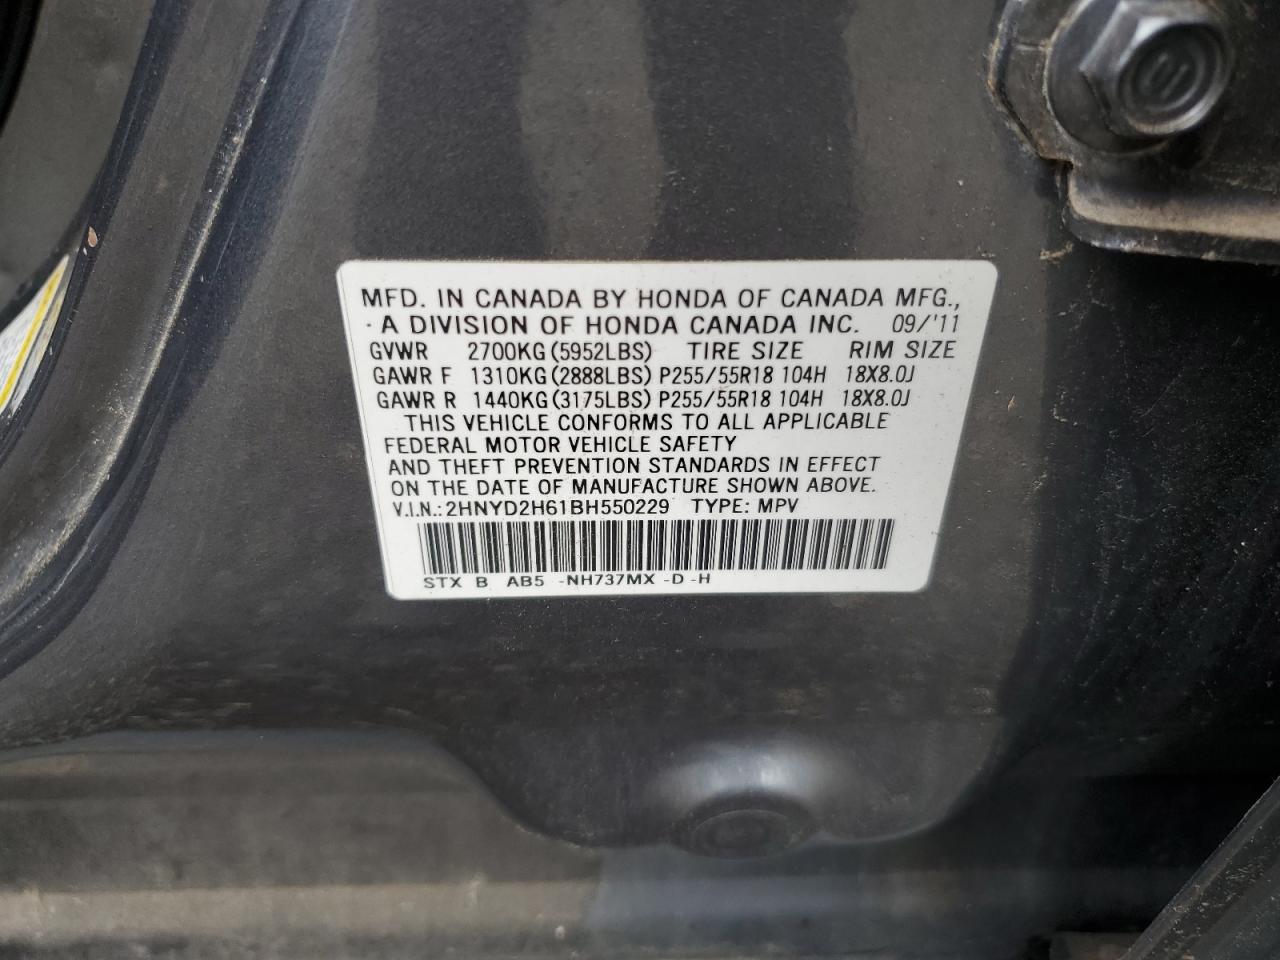 MFD. IN CANADA BY HONDA OF CANADA MFG.,
· A DIVISION OF HONDA CANADA INC. 09/'11
GVWR 2700KG (5952LBS) TIRE SIZE RIM SIZE
GAWR F 1310KG (2888LBS) P255/55R18 104H 18X8.0J
GAWR R 1440KG (3175LBS) P255/55R18 104H 18X8.0J
THIS VEHICLE CONFORMS TO ALL APPLICABLE
FEDERAL MOTOR VEHICLE SAFETY
AND THEFT PREVENTION STANDARDS IN EFFECT
ON THE DATE OF MANUFACTURE SHOWN ABOVE.
V.I.N.: 2HNYD2H61BH550229 TYPE: MPV
STX B AB5 -NH737MX -D -H